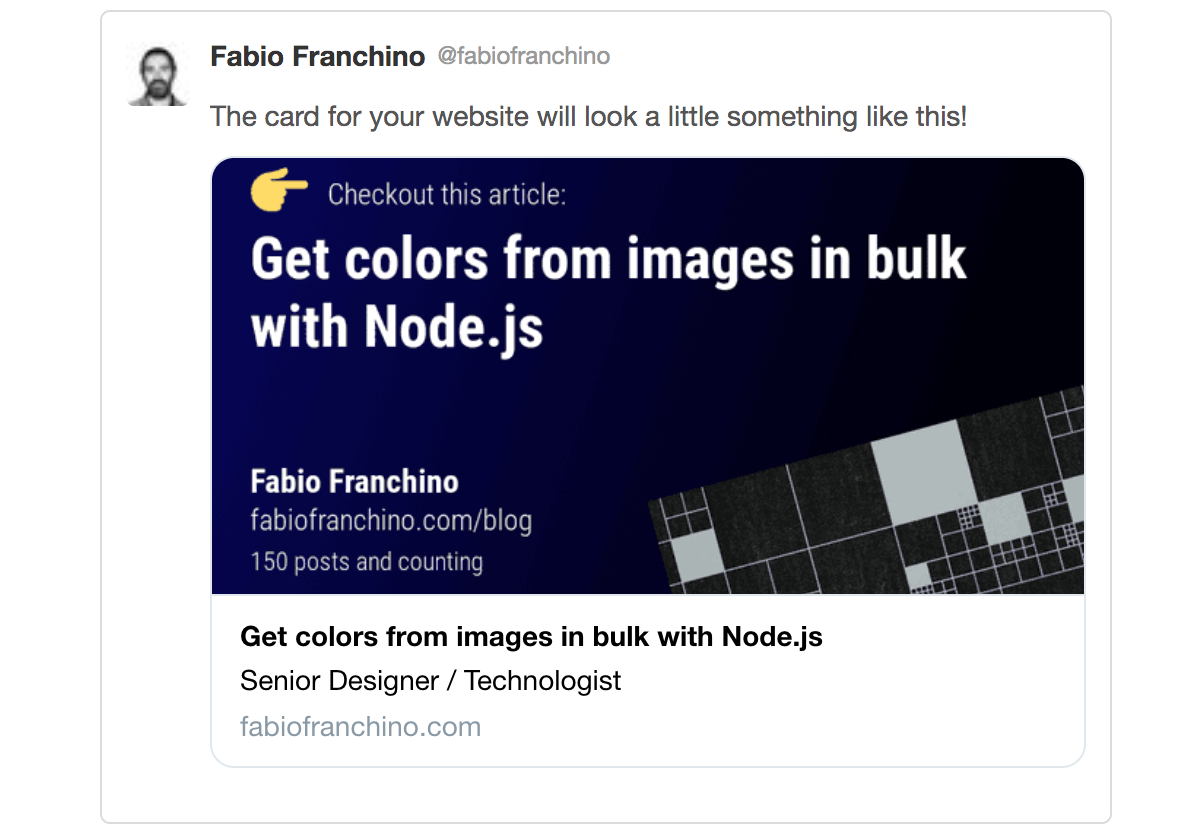 Fabio Franchino @fabiofranchino
The card for your website will look a little something like this!
Checkout this article:
Get colors from images in bulk
with Node.js
Fabio Franchino
fabiofranchino.com/blog
150 posts and counting
Get colors from images in bulk with Node.js
Senior Designer / Technologist
fabiofranchino.com